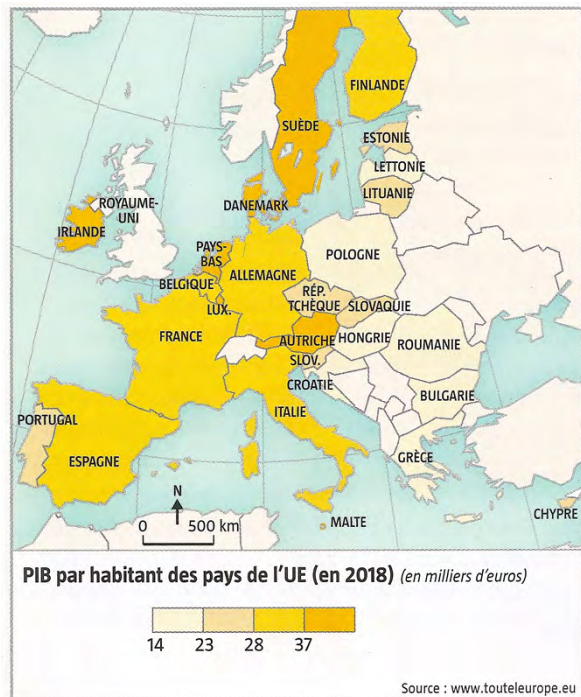 FINLANDE
SUÈDE
ESTONIE
LETTONIE
LITUANIE
ROYAUME-
UNI
IRLANDE
DANEMARK
PAYS-
BAS
BELGIQUE
ALLEMAGNE
POLOGNE
LUX.
RÉP.
TCHÈQUE
SLOVAQUIE
FRANCE
AUTRICHE
HONGRIE
ROUMANIE
SLOV.
CROATIE
BULGARIE
ITALIE
PORTUGAL
ESPAGNE
GRÈCE
MALTE
CHYPRE
N
0 500 km
PIB par habitant des pays de l'UE (en 2018) (en milliers d'euros)
14 23 28 37
Source : www.touteleurope.eu